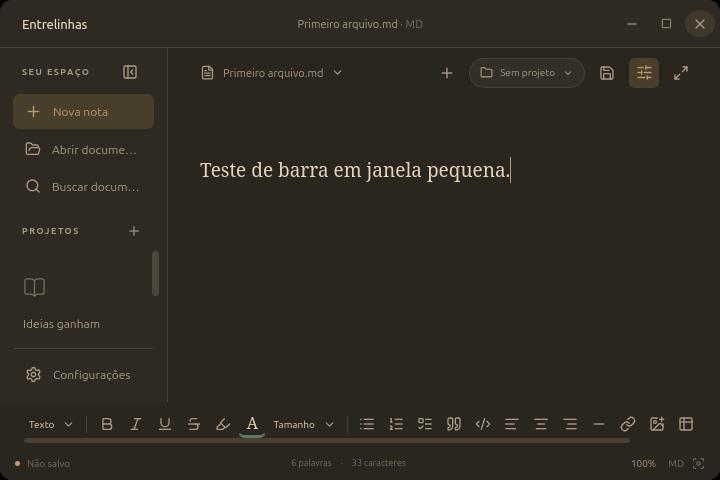 Entrelinhas
Primeiro arquivo.md · MD
SEU ESPAÇO
Primeiro arquivo.md
Sem projeto
Nova nota
Abrir docume...
Buscar docum...
Teste de barra em janela pequena.
PROJETOS
Ideias ganham
Configurações
Texto
B
I
U
S
A
Tamanho
Não salvo
6 palavras · 33 caracteres
100%
MD